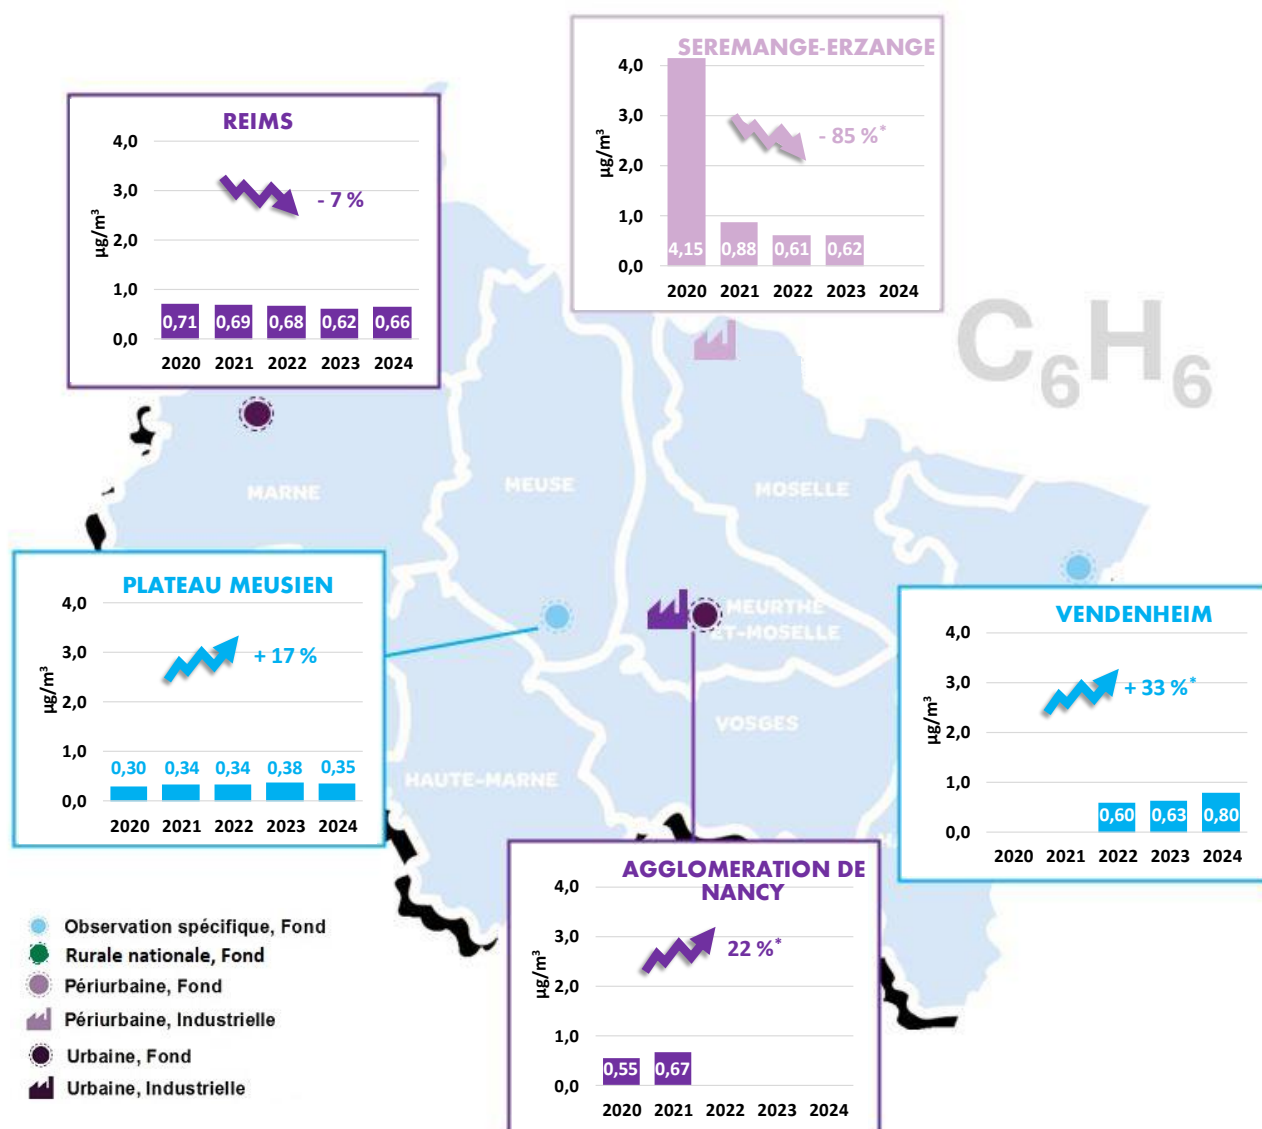 SEREMANGE-ERZANGE
µg/m³
4,0
3,0
2,0
1,0
0,0
- 85 %*
4,15 0,88 0,61 0,62
2020 2021 2022 2023 2024
REIMS
µg/m³
4,0
3,0
2,0
1,0
0,0
- 7 %
0,71 0,69 0,68 0,62 0,66
2020 2021 2022 2023 2024
C6H6
MARNE
MEUSE
MOSELLE
MEURTHE
ET-MOSELLE
VOSGES
HAUTE-MARNE
PLATEAU MEUSIEN
µg/m³
4,0
3,0
2,0
1,0
0,0
+ 17 %
0,30 0,34 0,34 0,38 0,35
2020 2021 2022 2023 2024
VENDENHEIM
µg/m³
4,0
3,0
2,0
1,0
0,0
+ 33 %*
0,60 0,63 0,80
2020 2021 2022 2023 2024
AGGLOMERATION DE
NANCY
µg/m³
4,0
3,0
2,0
1,0
0,0
22 %*
0,55 0,67
2020 2021 2022 2023 2024
Observation spécifique, Fond
Rurale nationale, Fond
Périurbaine, Fond
Périurbaine, Industrielle
Urbaine, Fond
Urbaine, Industrielle